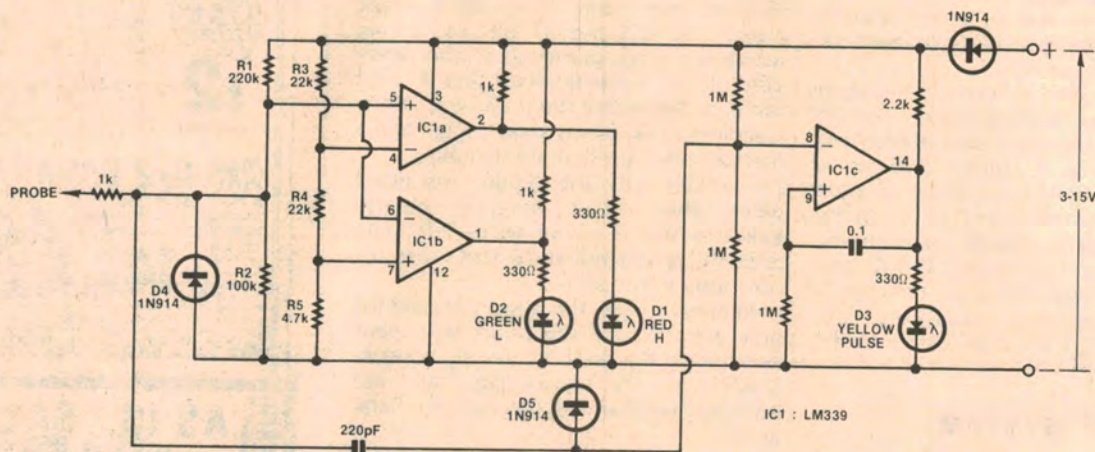 1N914
+
R1
220k
R3
22k
1k
1M
2.2k
3
5
+
IC1a
2
4
−
8
−
IC1c
14
9
+
3-15V
PROBE
1k
R4
22k
1k
330Ω
6
−
IC1b
1
7
+
12
0.1
1M
330Ω
330Ω
D4
1N914
R2
100k
R5
4.7k
D2
GREEN
L
λ
D1
RED
H
λ
1M
D3
YELLOW
PULSE
λ
−
D5
1N914
IC1 : LM339
220pF